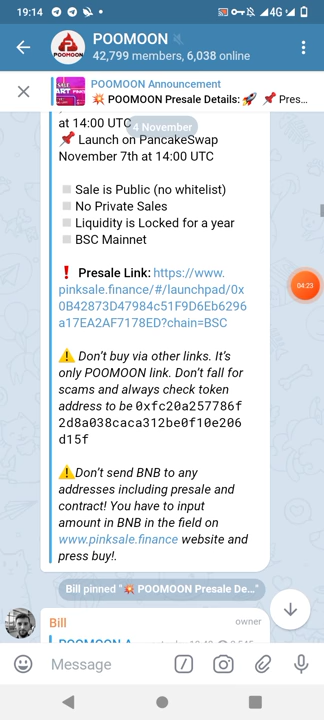 19:14
4G
POOMOON
42,799 members, 6,038 online
POOMOON Announcement
💥 POOMOON Presale Details:🚀 📌 Pres...
at 14:00 UTC
4 November
📌 Launch on PancakeSwap
November 7th at 14:00 UTC
◽ Sale is Public (no whitelist)
◽ No Private Sales
◽ Liquidity is Locked for a year
◽ BSC Mainnet
❗ Presale Link: https://www.
pinksale.finance/#/launchpad/0x
0B42873D47984c51F9D6Eb6296
a17EA2AF7178ED?chain=BSC
⚠️ Don't buy via other links. It's
only POOMOON link. Don't fall for
scams and always check token
address to be 0xfc20a257786f
2d8a038caca312be0f10e206
d15f
⚠️Don't send BNB to any
addresses including presale and
contract! You have to input
amount in BNB in the field on
www.pinksale.finance website and
press buy!.
Bill pinned "💥 POOMOON Presale De..."
Bill
owner
Message
04:23